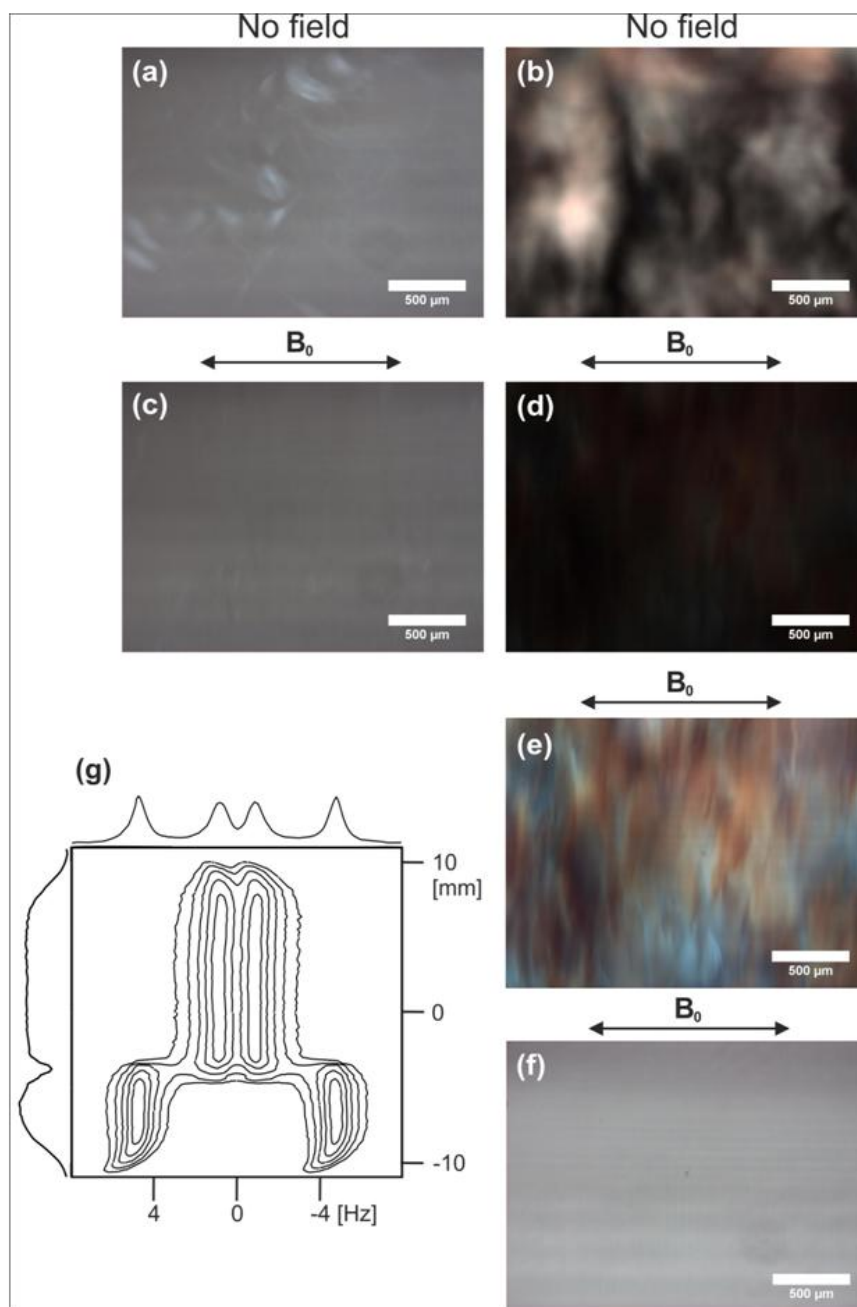 No field No field
(a) (b)
500 μm 500 μm
B₀ B₀
(c) (d)
500 μm 500 μm
B₀
(e)
500 μm
(g)
10
[mm]
0
-10
4 0 -4 [Hz]
B₀
(f)
500 μm